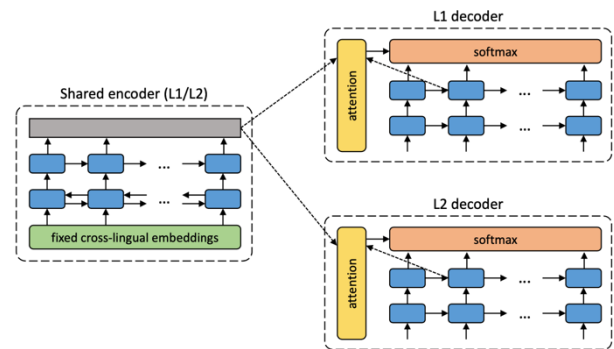 Shared encoder (L1/L2)
...
...
fixed cross-lingual embeddings
L1 decoder
attention
softmax
...
...
L2 decoder
attention
softmax
...
...